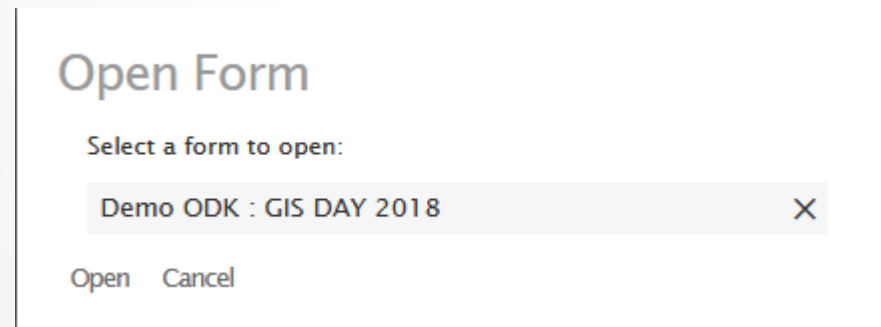 Open Form
Select a form to open:
Demo ODK : GIS DAY 2018
Open Cancel